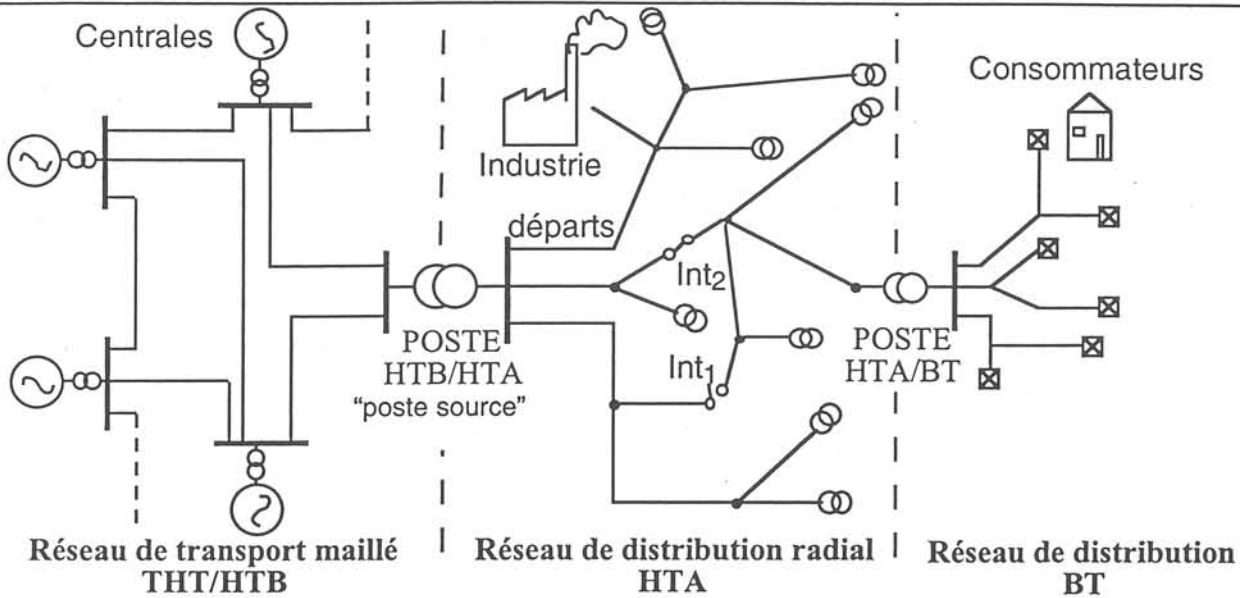 Centrales
Industrie
départs
Consommateurs
Int2
Int1
POSTE
HTB/HTA
“poste source”
POSTE
HTA/BT
Réseau de transport maillé
THT/HTB
Réseau de distribution radial
HTA
Réseau de distribution
BT